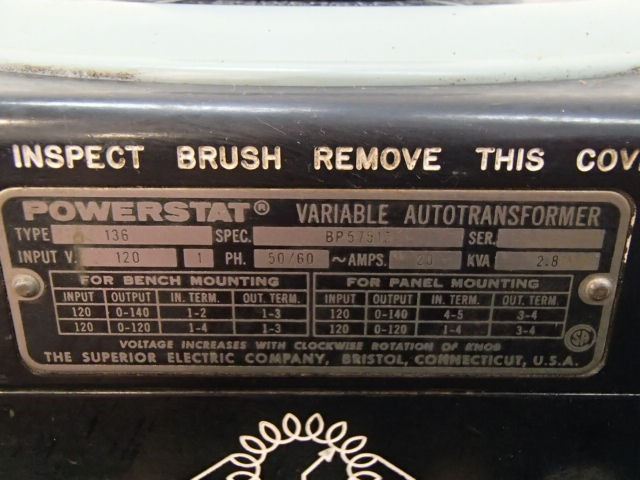 INSPECT BRUSH REMOVE THIS COVE
POWERSTAT® VARIABLE AUTOTRANSFORMER
TYPE 136 SPEC. SER.
INPUT V. 120 1 PH. 50/60 ~AMPS. 20 KVA 2.8
FOR BENCH MOUNTING FOR PANEL MOUNTING
INPUT OUTPUT IN. TERM. OUT. TERM. INPUT OUTPUT IN. TERM. OUT. TERM.
120 0-140 1-2 1-3 120 0-140 4-5 3-4
120 0-120 1-4 1-3 120 0-120 1-4 3-4
VOLTAGE INCREASES WITH CLOCKWISE ROTATION OF KNOB
THE SUPERIOR ELECTRIC COMPANY, BRISTOL, CONNECTICUT, U.S.A.